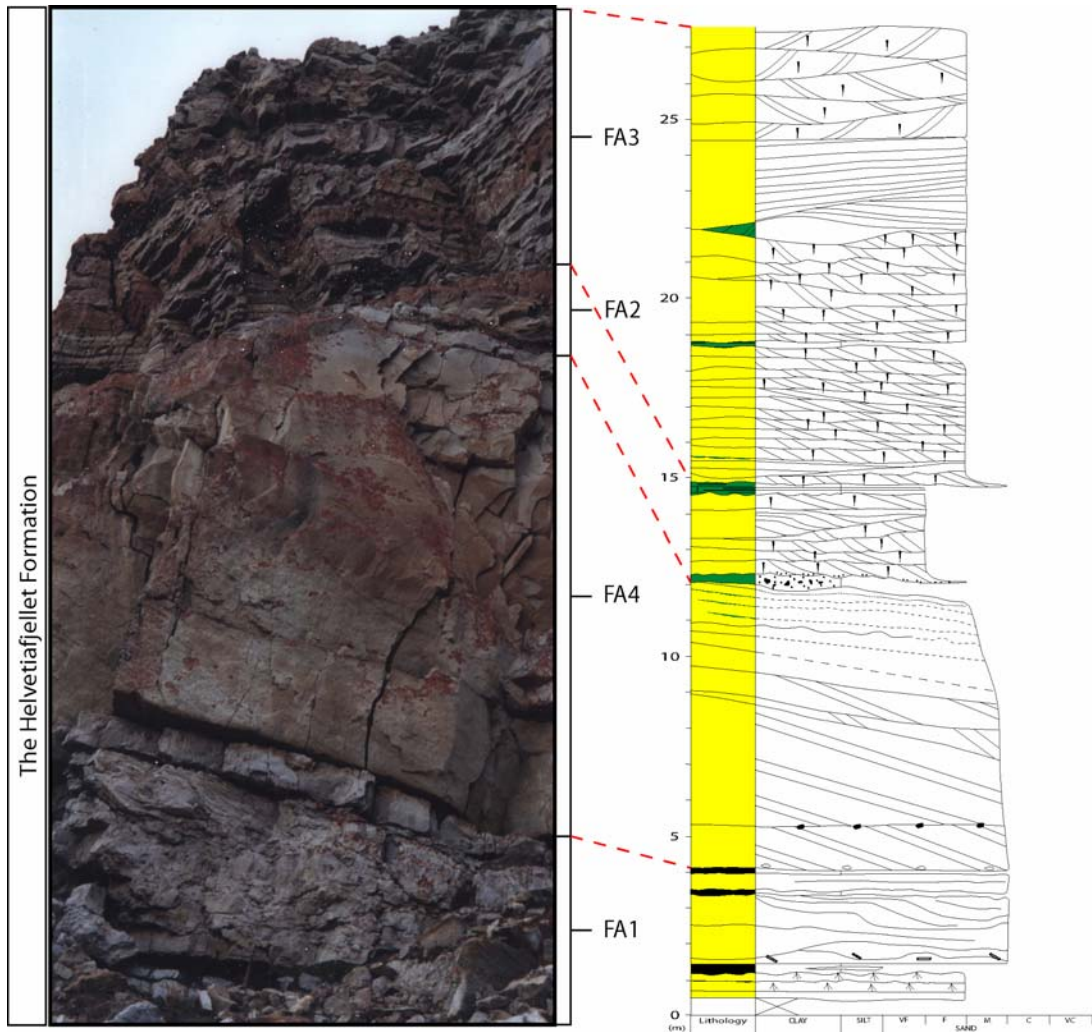 The Helvetiafjellet Formation
FA3
FA2
FA4
FA1
25
20
15
10
5
0
(m)
Lithology
CLAY SILT VF F M C VC
SAND